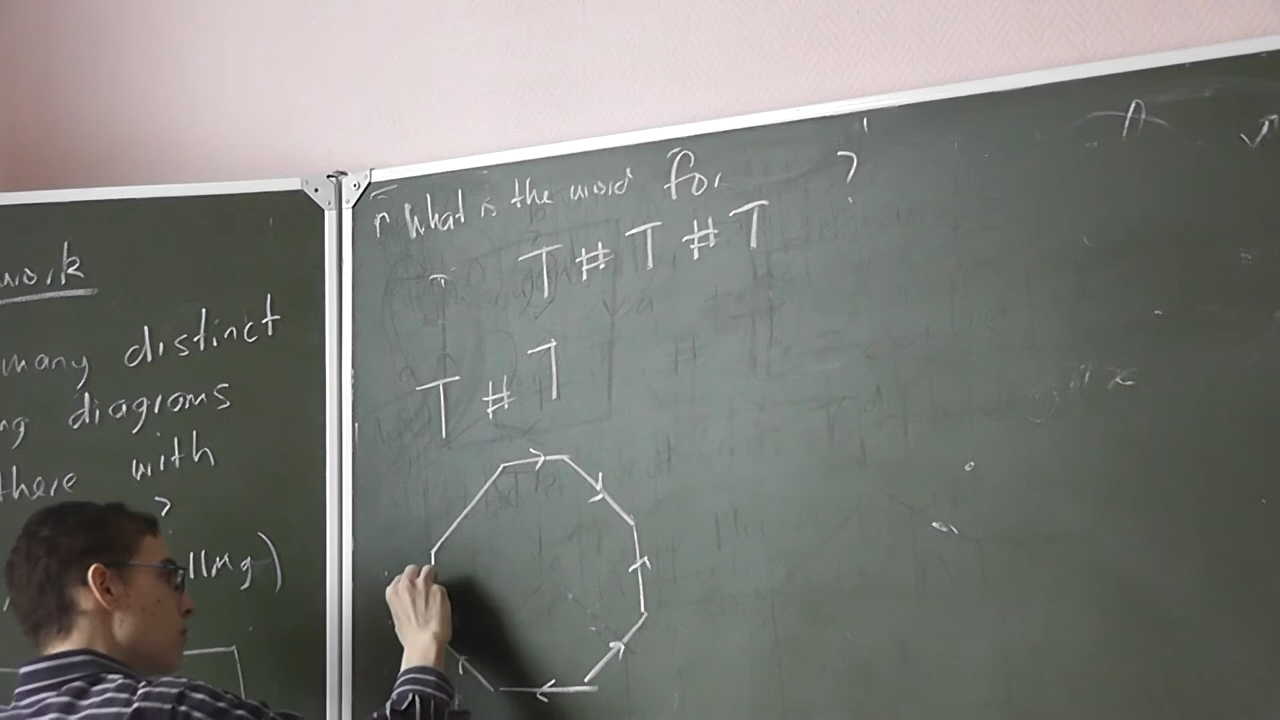 work
many distinct
diagrams
there with
?
What is the word for ?
T # T # T
T # T